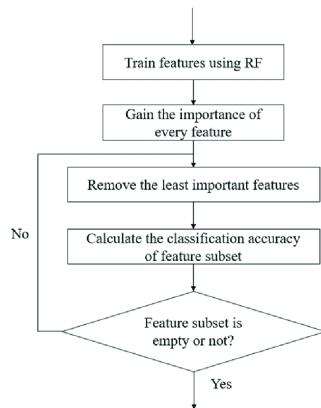 Train features using RF
Gain the importance of
every feature
Remove the least important features
No
Calculate the classification accuracy
of feature subset
Feature subset is
empty or not?
Yes